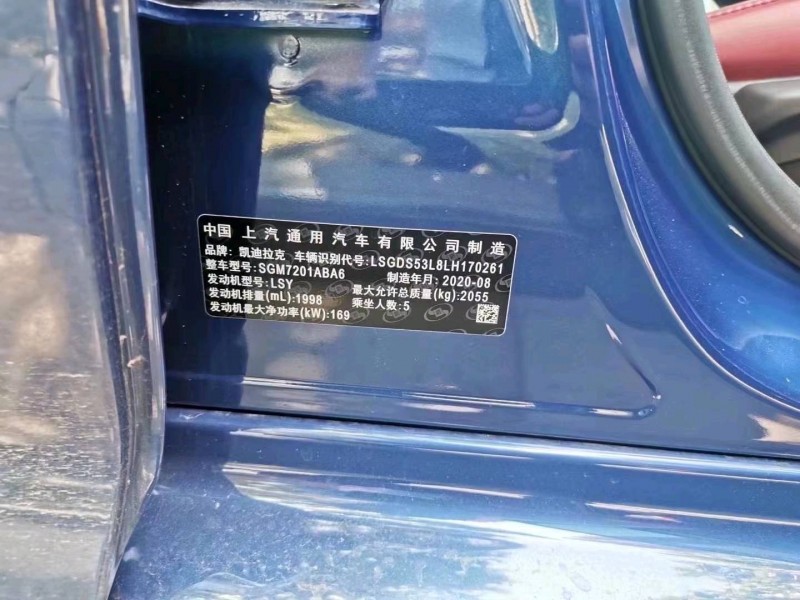 中国 上汽通用汽车有限公司制造
品牌: 凯迪拉克 车辆识别代号:LSGDS53L8LH170261
整车型号:SGM7201ABA6 制造年月: 2020-08
发动机型号:LSY 最大允许总质量(kg):2055
发动机排量(mL):1998 乘坐人数:5
发动机最大净功率(kW):169